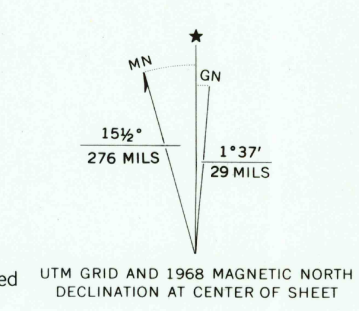 ★
MN
GN
15½°
276 MILS
1°37′
29 MILS
ed
UTM GRID AND 1968 MAGNETIC NORTH
DECLINATION AT CENTER OF SHEET